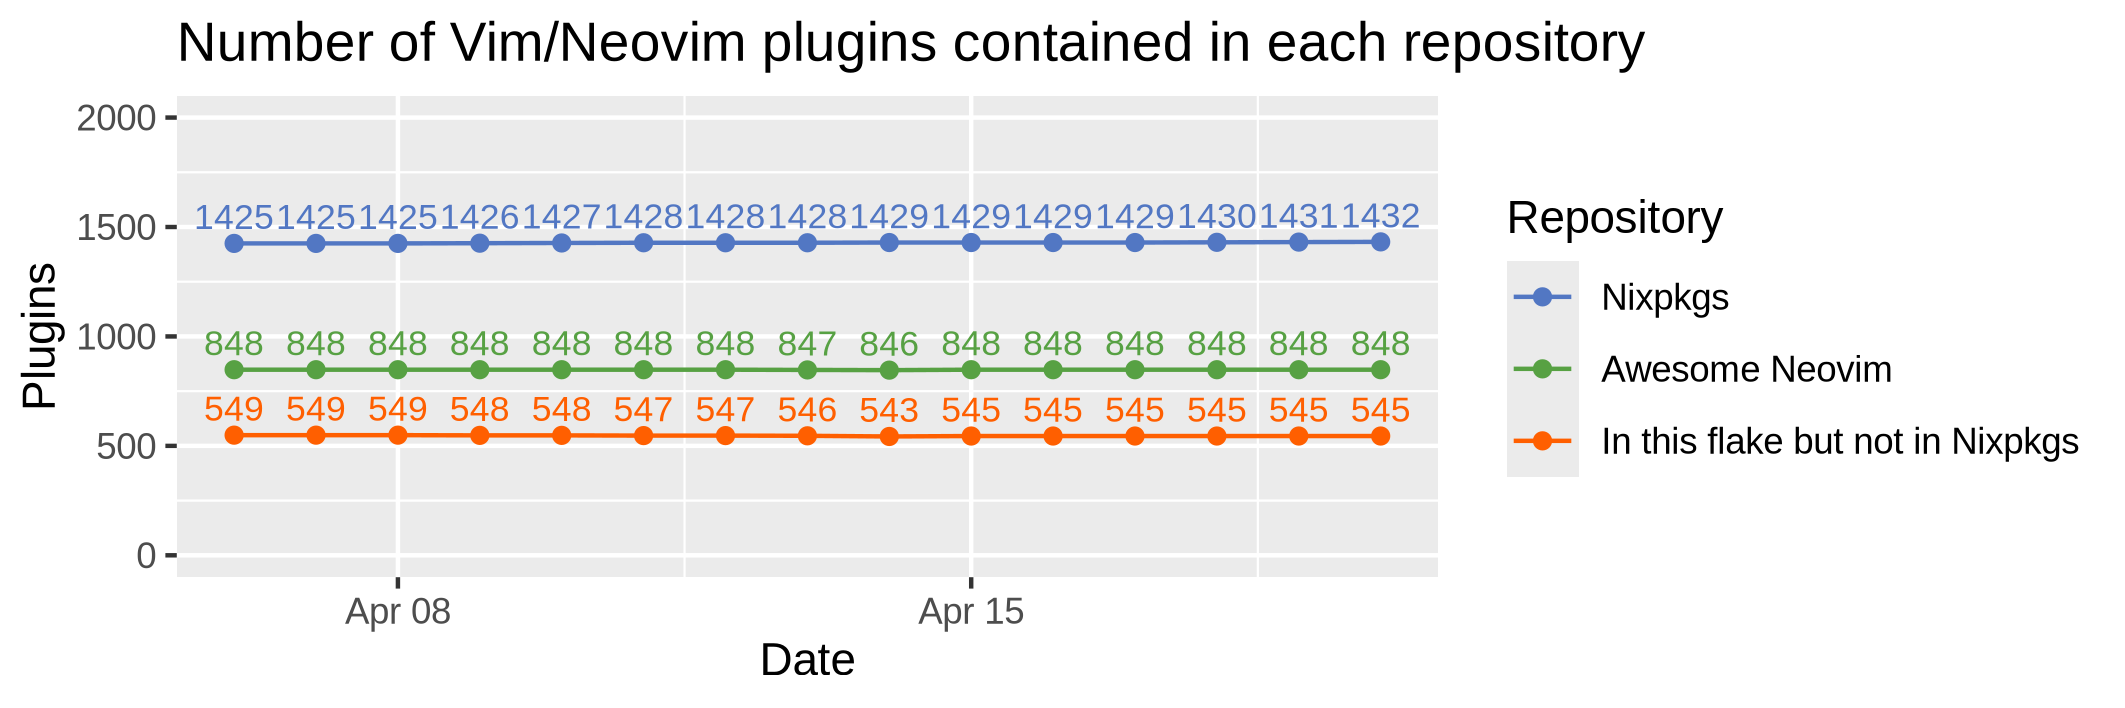 Number of Vim/Neovim plugins contained in each repository
2000
1500
1000
500
0
Plugins
1425 1425 1425 1426 1427 1428 1428 1428 1429 1429 1429 1429 1430 1431 1432
848 848 848 848 848 848 848 847 846 848 848 848 848 848 848
549 549 549 548 548 547 547 546 543 545 545 545 545 545 545
Apr 08 Apr 15
Date
Repository
Nixpkgs
Awesome Neovim
In this flake but not in Nixpkgs